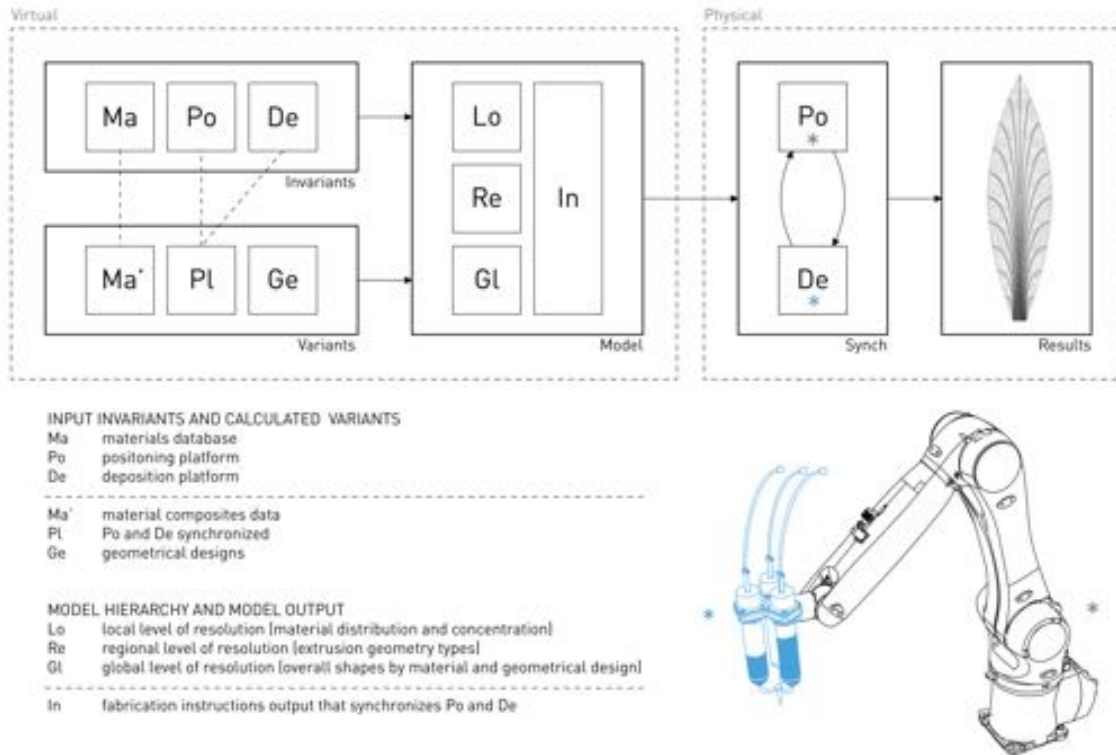 Virtual
Physical
Ma Po De
Invariants
Ma' Pl Ge
Variants
Lo
Re
Gl
In
Model
Po
*
De
*
Synch
Results
INPUT INVARIANTS AND CALCULATED VARIANTS
Ma materials database
Po positoning platform
De deposition platform
Ma' material composites data
Pl Po and De synchronized
Ge geometrical designs
MODEL HIERARCHY AND MODEL OUTPUT
Lo local level of resolution (material distribution and concentration)
Re regional level of resolution (extrusion geometry types)
Gl global level of resolution (overall shapes by material and geometrical design)
In fabrication instructions output that synchronizes Po and De
*
*